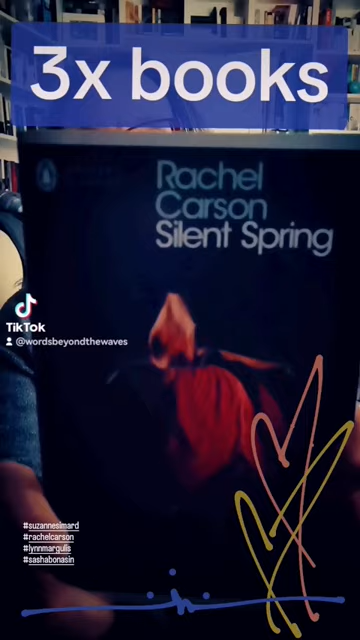 3x books
Rachel
Carson
Silent Spring
TikTok
@wordsbeyondthewaves
#suzannesimard
#rachelcarson
#lynnmargulis
#sashabonasin